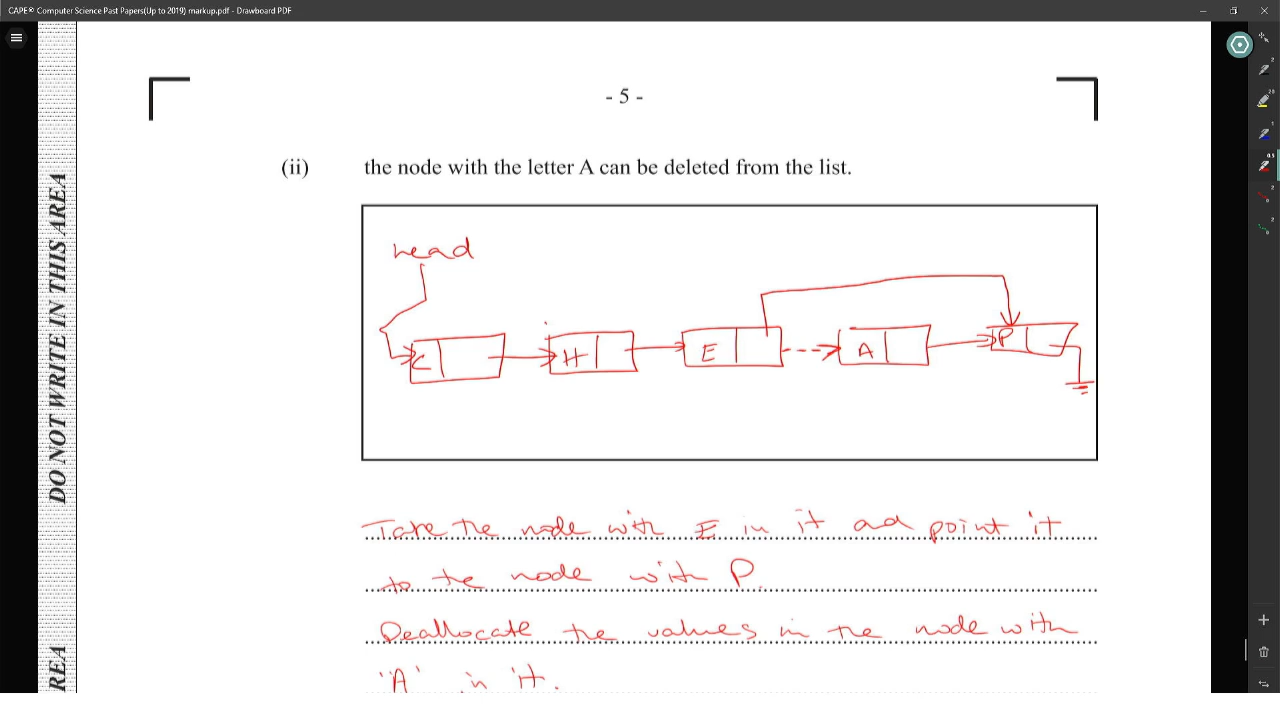 CAPE® Computer Science Past Papers(Up to 2019) markup.pdf - Drawboard PDF
- 5 -
(ii) the node with the letter A can be deleted from the list.
head
C H E A P
Take the node with E in it ad point it
to te node with P.
Deallocate the values in the node with
'A' in it.
DO NOT WRITE IN THIS AREA
REA